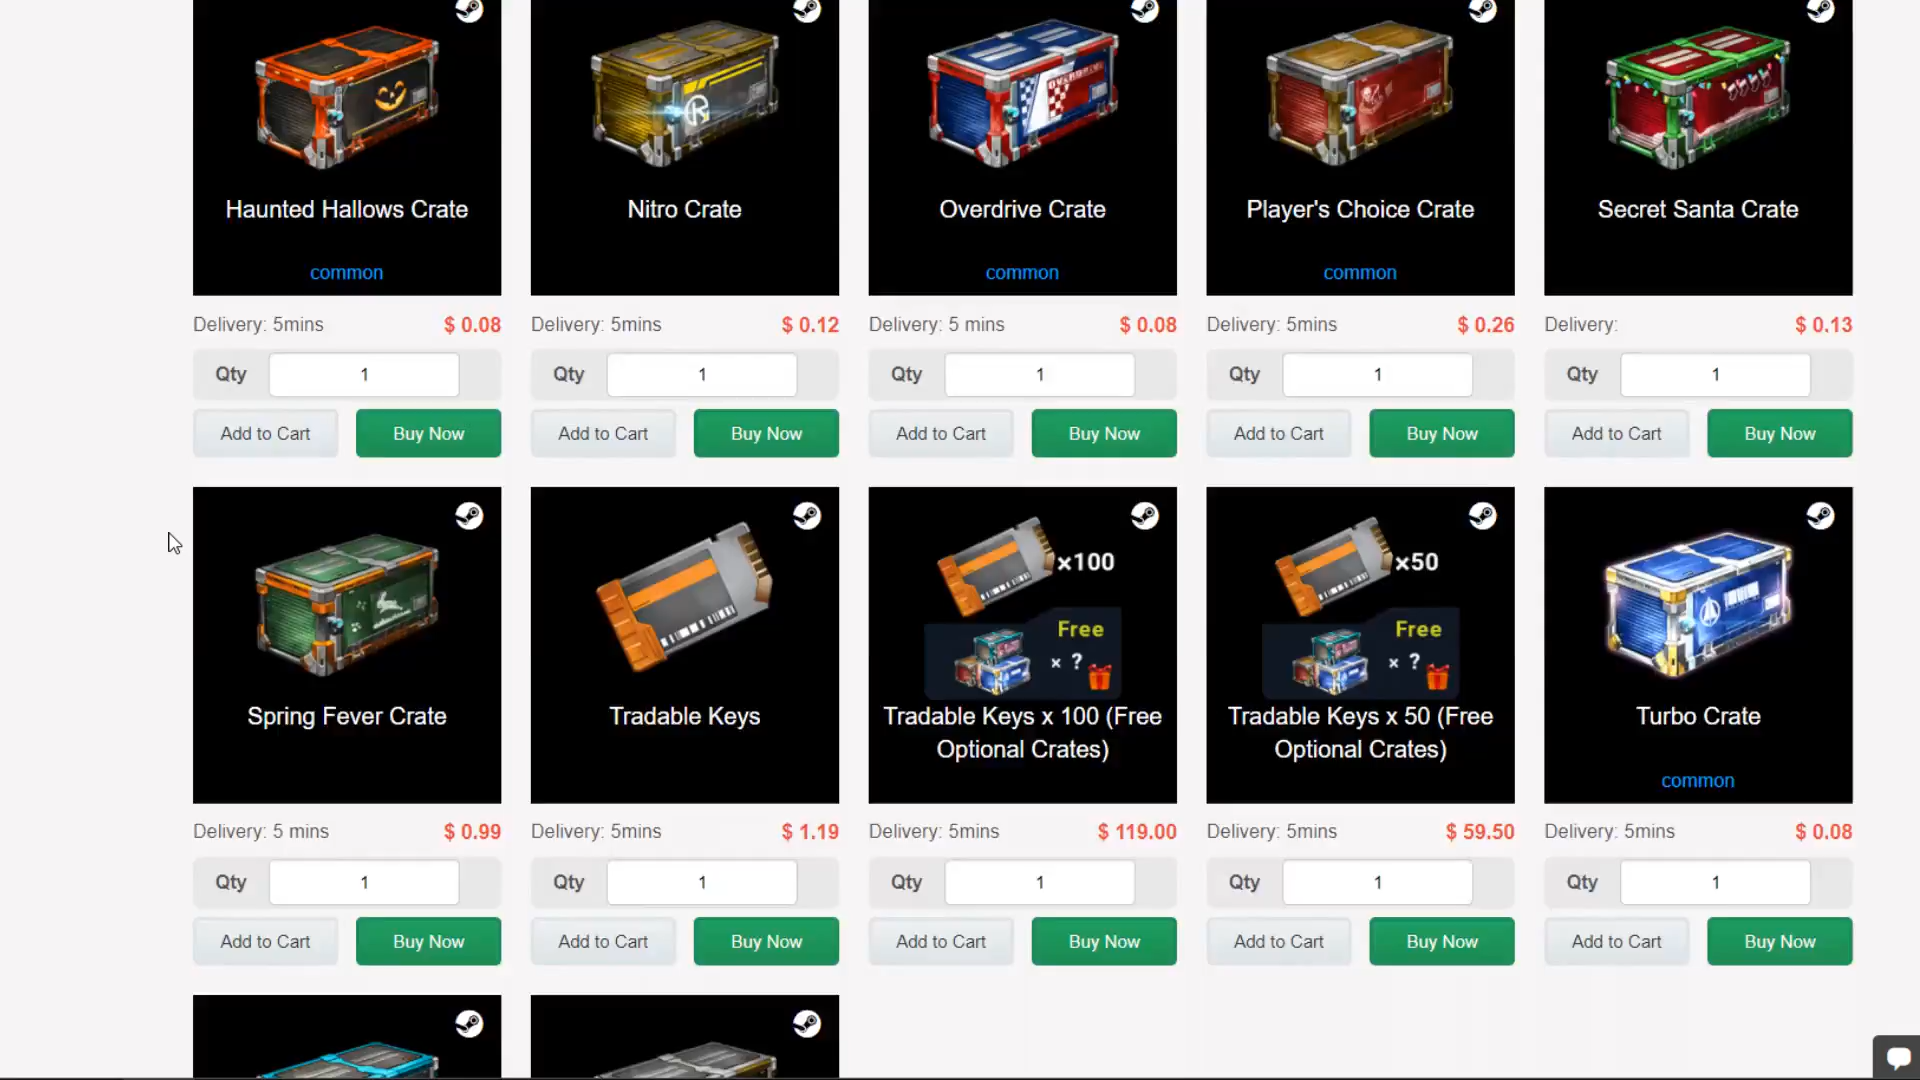 Haunted Hallows Crate
Nitro Crate
Overdrive Crate
Player's Choice Crate
Secret Santa Crate
common
common
common
Delivery: 5mins $ 0.08
Delivery: 5mins $ 0.12
Delivery: 5 mins $ 0.08
Delivery: 5mins $ 0.26
Delivery: $ 0.13
Qty 1
Qty 1
Qty 1
Qty 1
Qty 1
Add to Cart Buy Now
Add to Cart Buy Now
Add to Cart Buy Now
Add to Cart Buy Now
Add to Cart Buy Now
×100
Free
× ?
×50
Free
× ?
Spring Fever Crate
Tradable Keys
Tradable Keys x 100 (Free
Optional Crates)
Tradable Keys x 50 (Free
Optional Crates)
Turbo Crate
common
Delivery: 5 mins $ 0.99
Delivery: 5mins $ 1.19
Delivery: 5mins $ 119.00
Delivery: 5mins $ 59.50
Delivery: 5mins $ 0.08
Qty 1
Qty 1
Qty 1
Qty 1
Qty 1
Add to Cart Buy Now
Add to Cart Buy Now
Add to Cart Buy Now
Add to Cart Buy Now
Add to Cart Buy Now